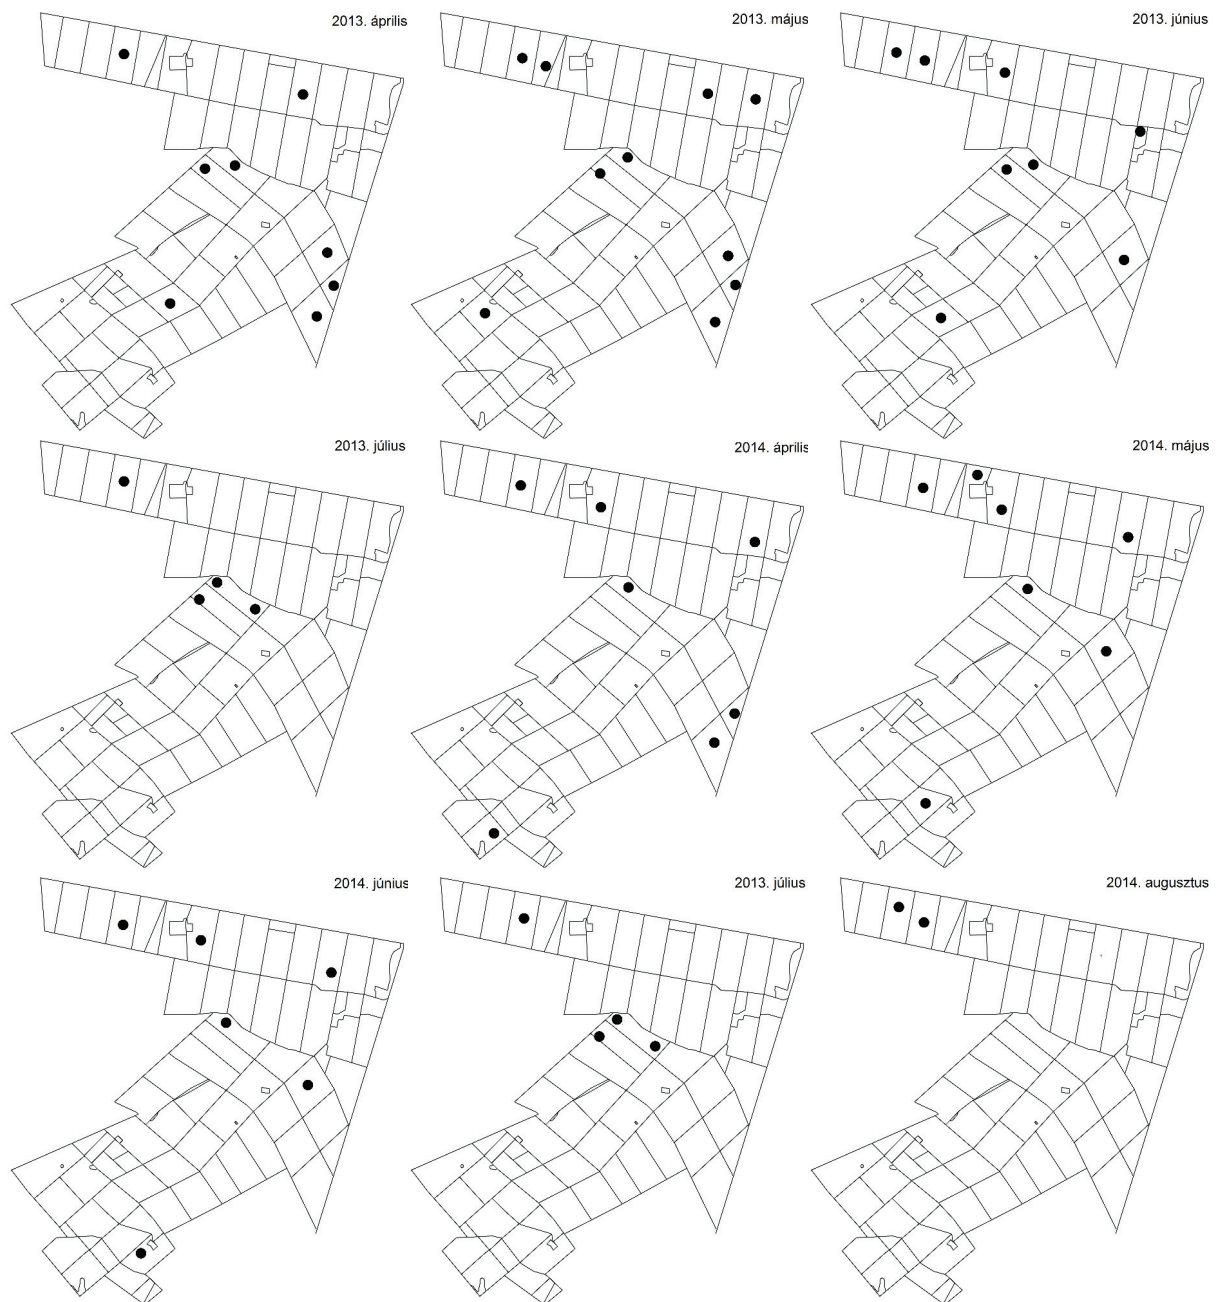 2013. április
2013. május
2013. június
2013. július
2014. április
2014. május
2014. június
2013. július
2014. augusztus